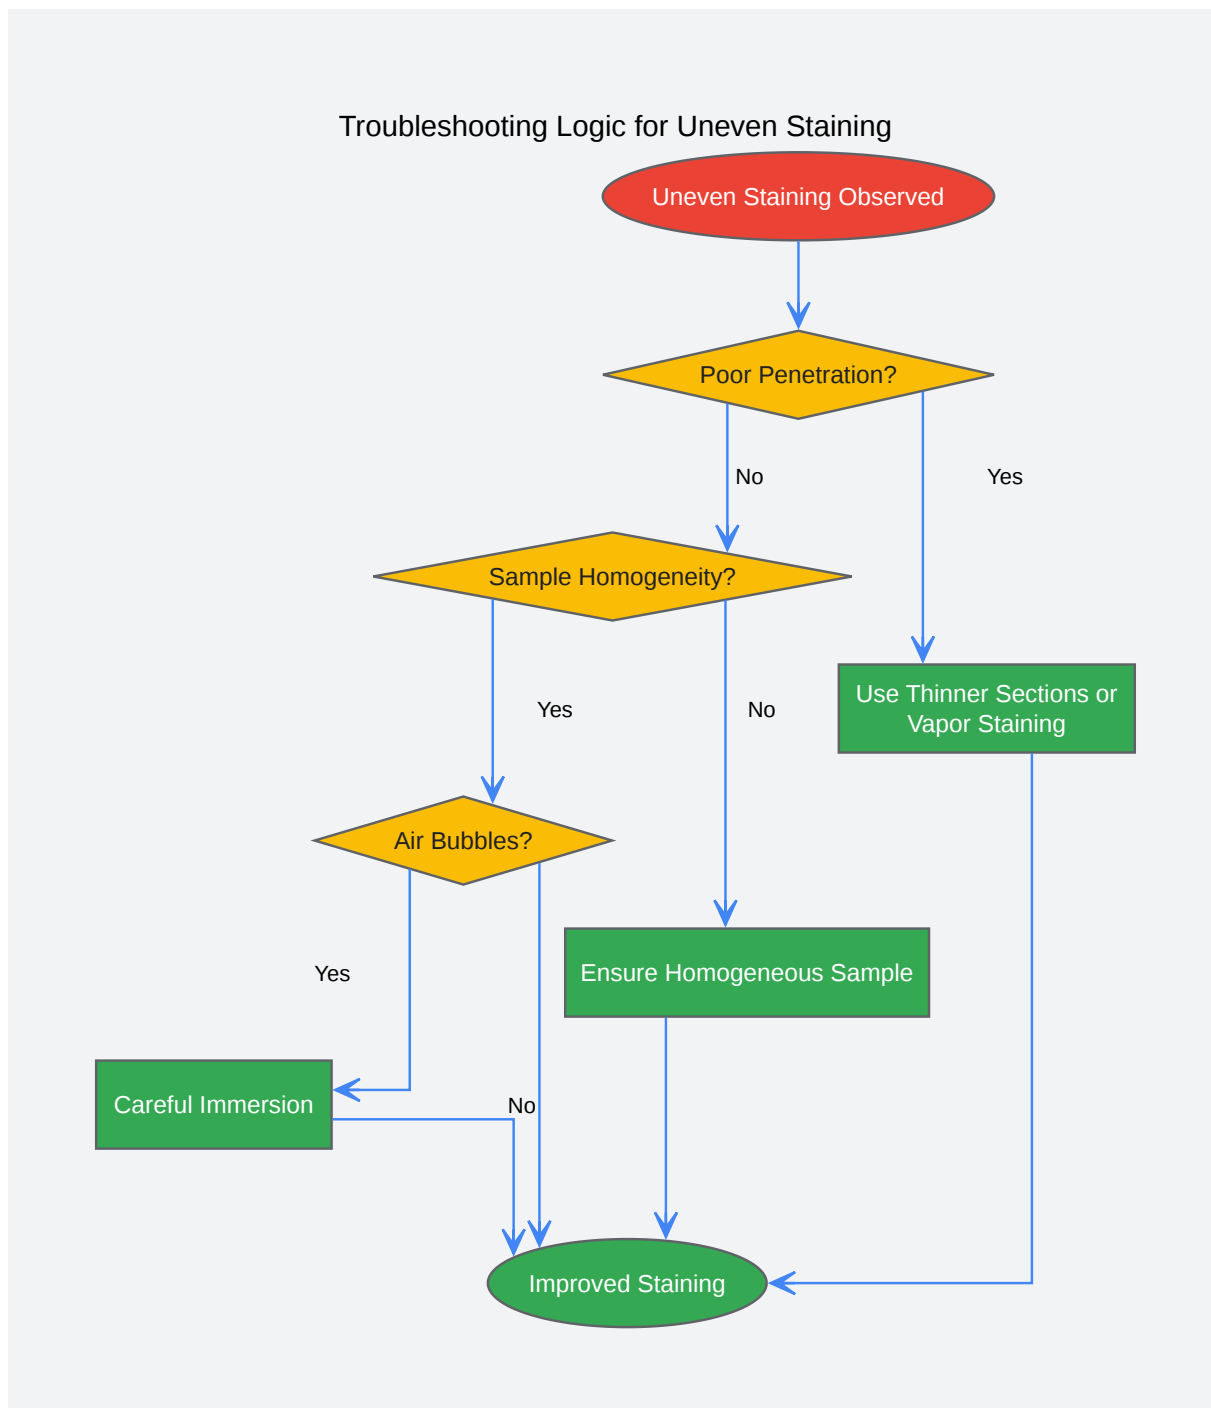 Troubleshooting Logic for Uneven Staining
Uneven Staining Observed
Poor Penetration?
No
Yes
Sample Homogeneity?
Use Thinner Sections or
Vapor Staining
Yes
No
Air Bubbles?
Ensure Homogeneous Sample
Yes
Careful Immersion
No
Improved Staining